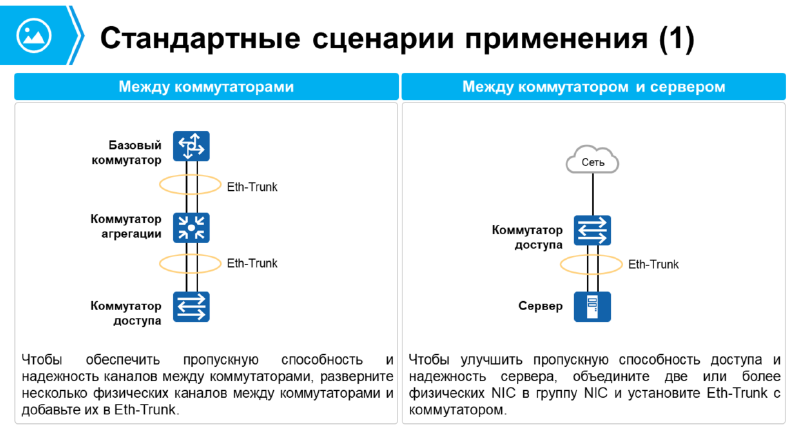 Стандартные сценарии применения (1)
Между коммутаторами
Базовый
коммутатор
Eth-Trunk
Коммутатор
агрегации
Eth-Trunk
Коммутатор
доступа
Чтобы обеспечить пропускную способность и
надежность каналов между коммутаторами, разверните
несколько физических каналов между коммутаторами и
добавьте их в Eth-Trunk.
Между коммутатором и сервером
Сеть
Коммутатор
доступа
Eth-Trunk
Сервер
Чтобы улучшить пропускную способность доступа и
надежность сервера, объедините две или более
физических NIC в группу NIC и установите Eth-Trunk с
коммутатором.